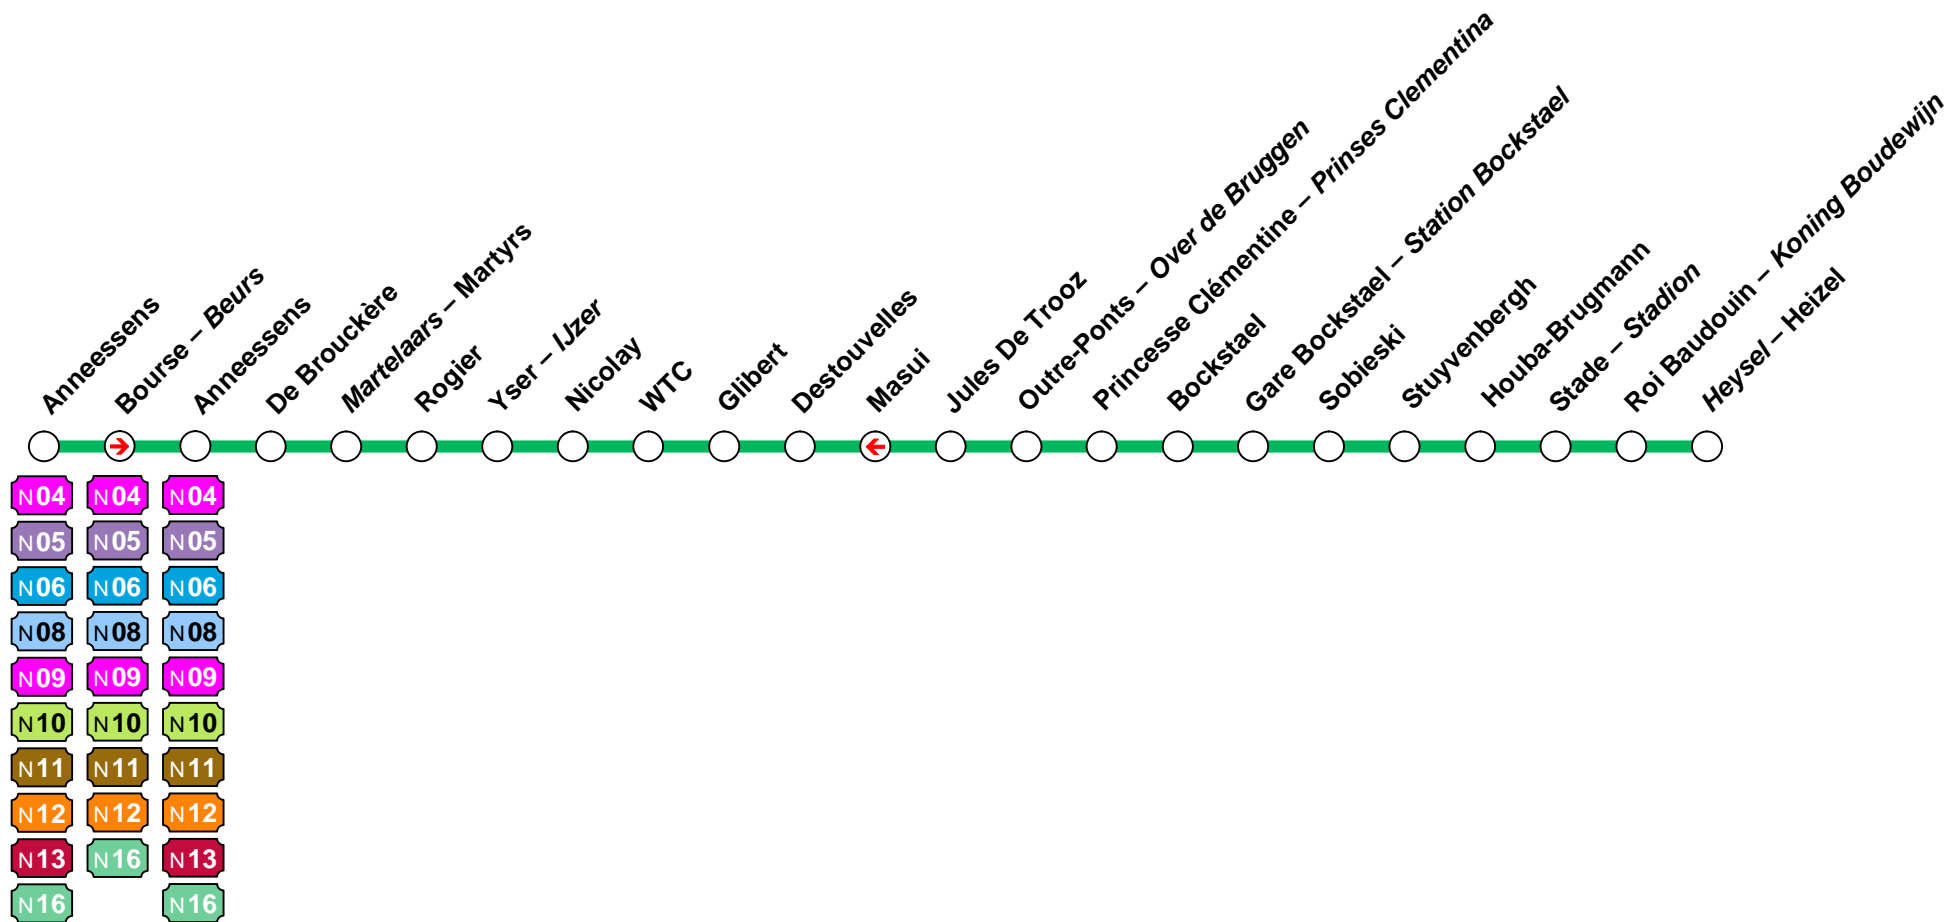 Anneessens
Bourse – Beurs
Anneessens
De Brouckère
Martelaars – Martyrs
Rogier
Yser – IJzer
Nicolay
WTC
Glibert
Destouvelles
Masui
Jules De Trooz
Outre-Ponts – Over de Bruggen
Princesse Clémentine – Prinses Clementina
Bockstael
Gare Bockstael – Station Bockstael
Sobieski
Stuyvenbergh
Houba-Brugmann
Stade – Stadion
Roi Baudouin – Koning Boudewijn
Heysel – Heizel
N04 N04 N04
N05 N05 N05
N06 N06 N06
N08 N08 N08
N09 N09 N09
N10 N10 N10
N11 N11 N11
N12 N12 N12
N13 N16 N13
N16 N16